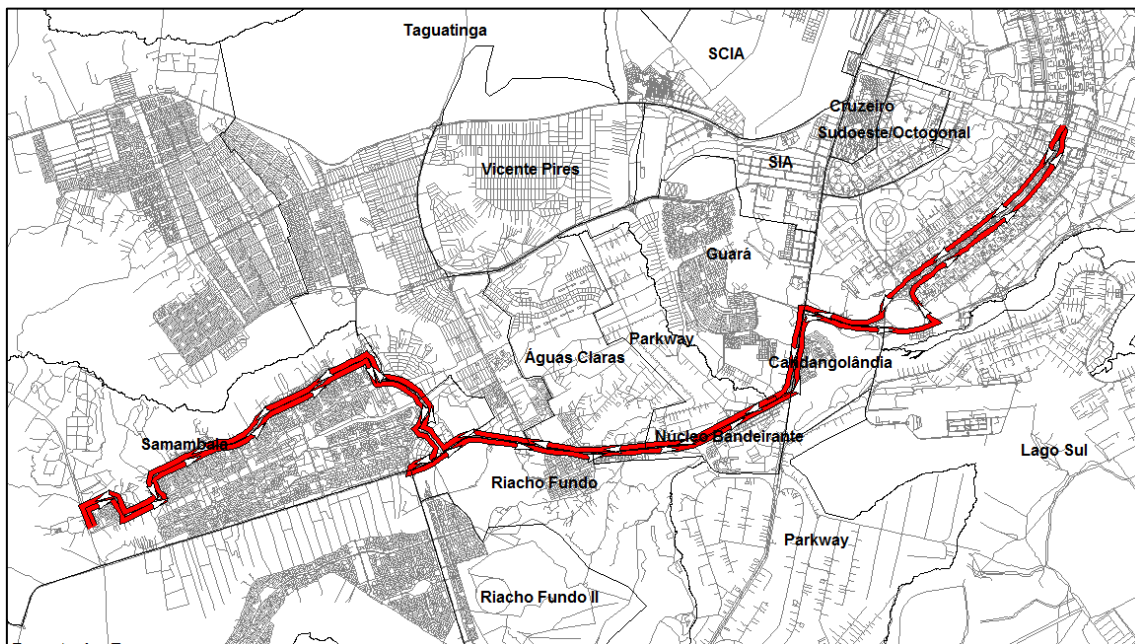 Taguatinga
SCIA
Cruzeiro
Sudoeste/Octogonal
Vicente Pires
SIA
Guará
Parkway
Águas Claras
Candangolândia
Samambaia
Núcleo Bandeirante
Lago Sul
Riacho Fundo
Parkway
Riacho Fundo II